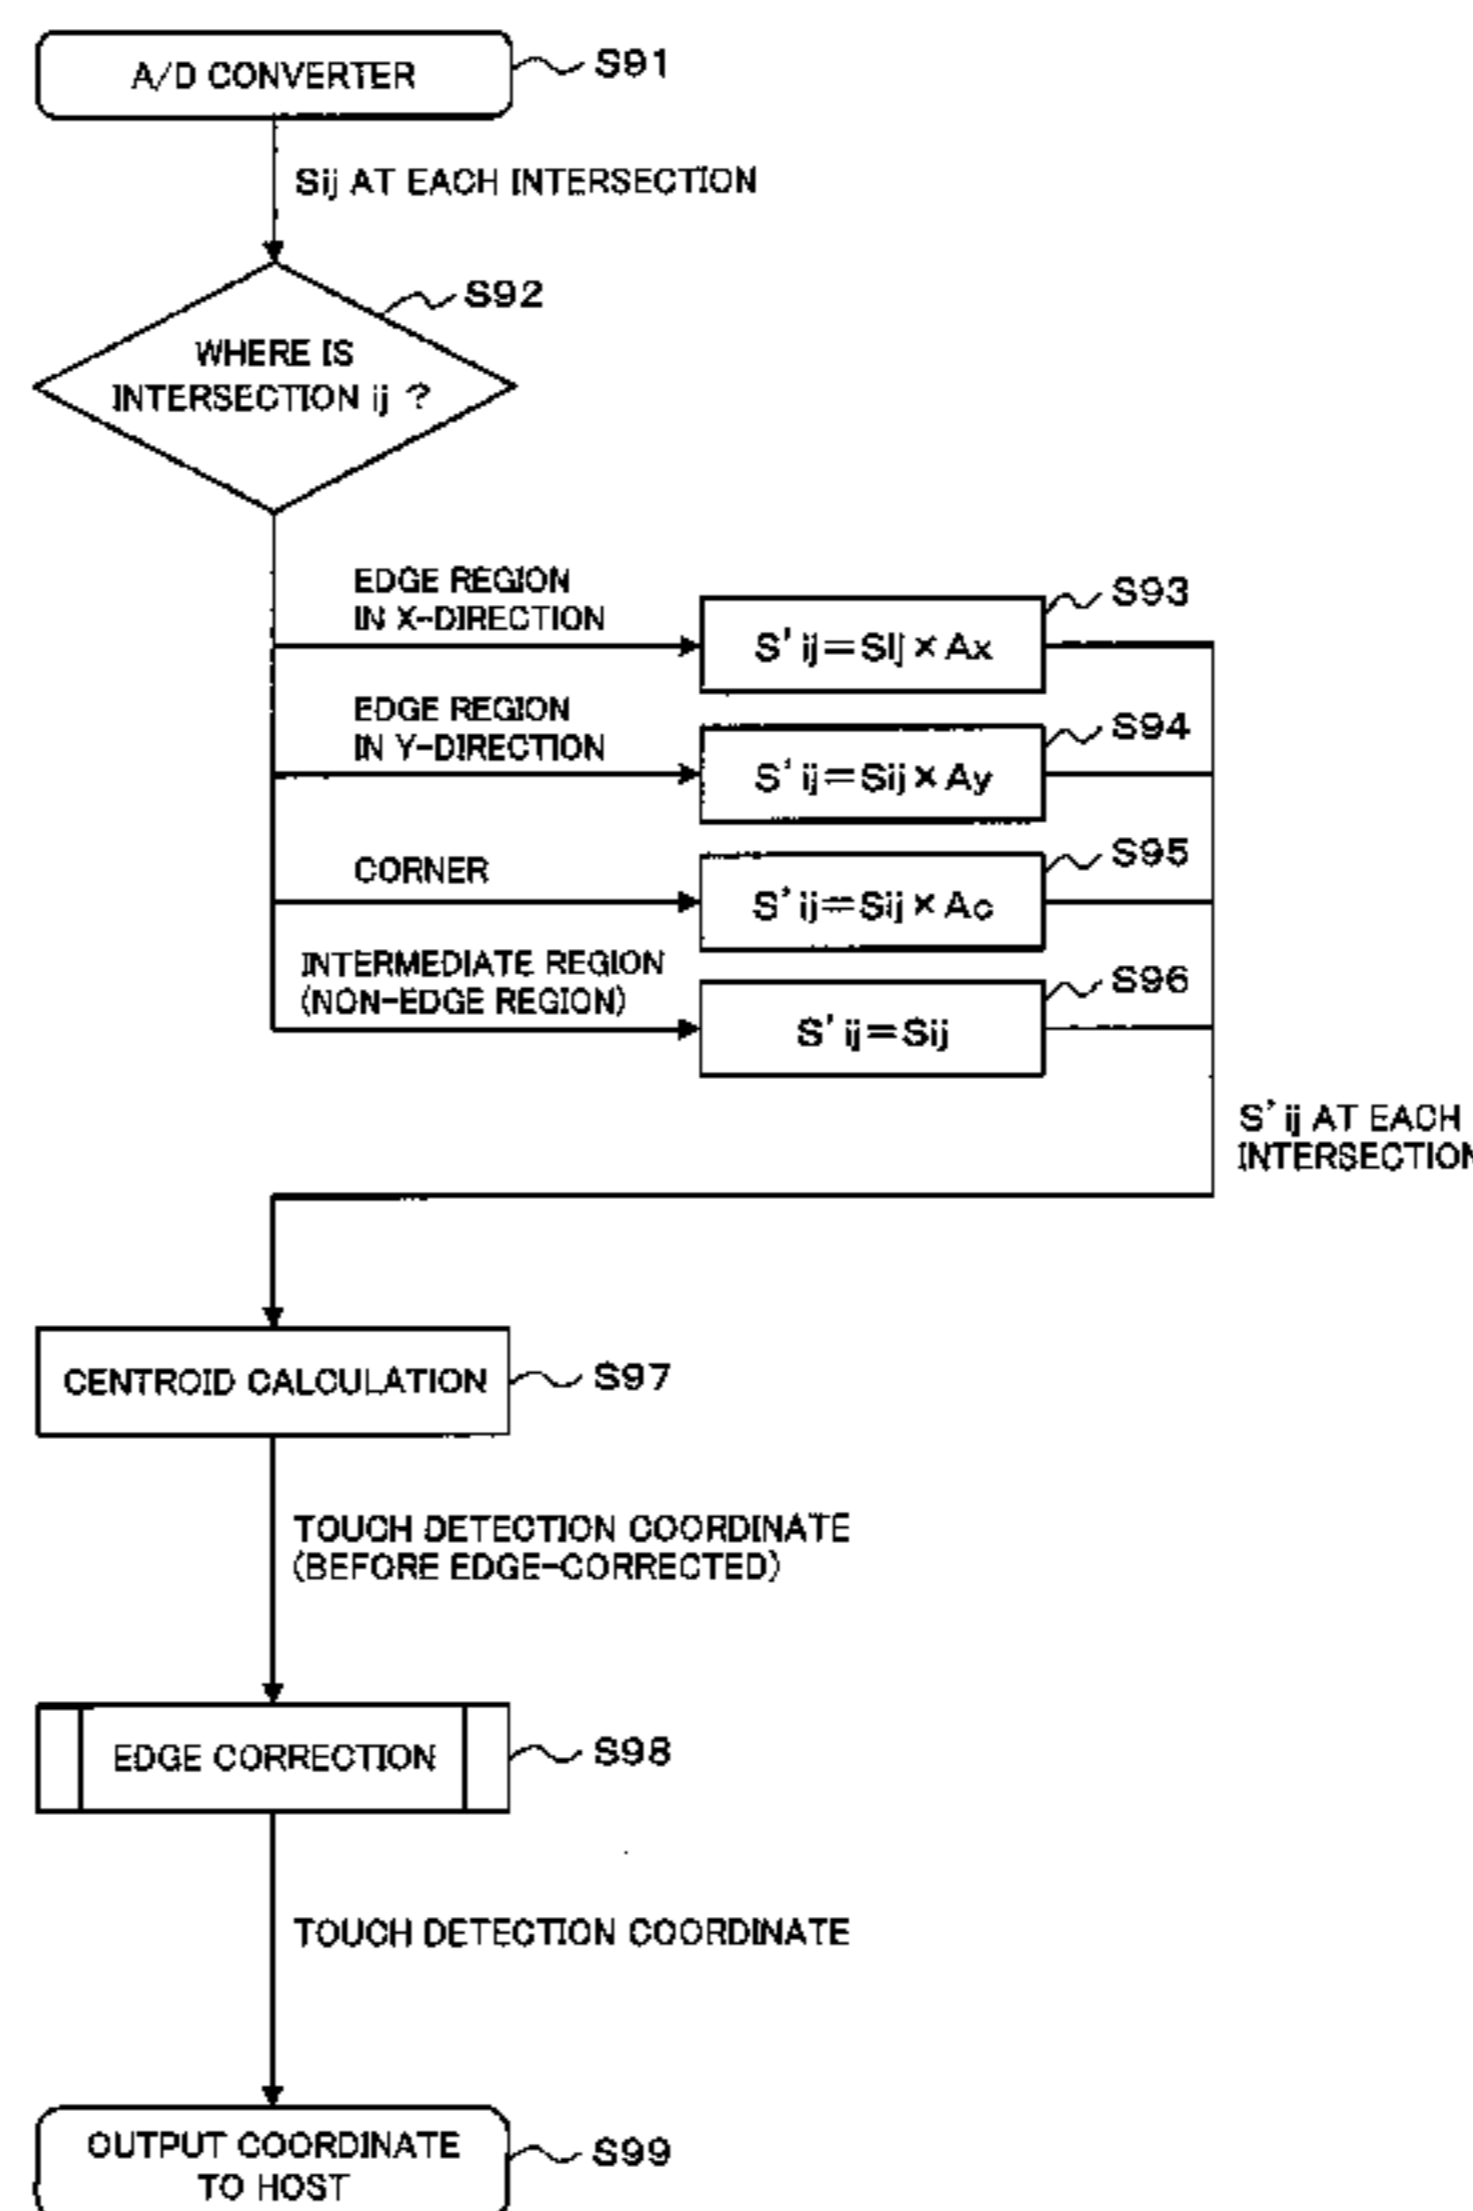 A/D CONVERTER
S91
Sij AT EACH INTERSECTION
S92
WHERE IS
INTERSECTION ij ?
EDGE REGION
IN X-DIRECTION
S93
S' ij=Sij×Ax
EDGE REGION
IN Y-DIRECTION
S94
S' ij=Sij×Ay
CORNER
S95
S' ij=Sij×Ac
INTERMEDIATE REGION
(NON-EDGE REGION)
S96
S' ij=Sij
S' ij AT EACH
INTERSECTION
CENTROID CALCULATION
S97
TOUCH DETECTION COORDINATE
(BEFORE EDGE-CORRECTED)
EDGE CORRECTION
S98
TOUCH DETECTION COORDINATE
OUTPUT COORDINATE
TO HOST
S99